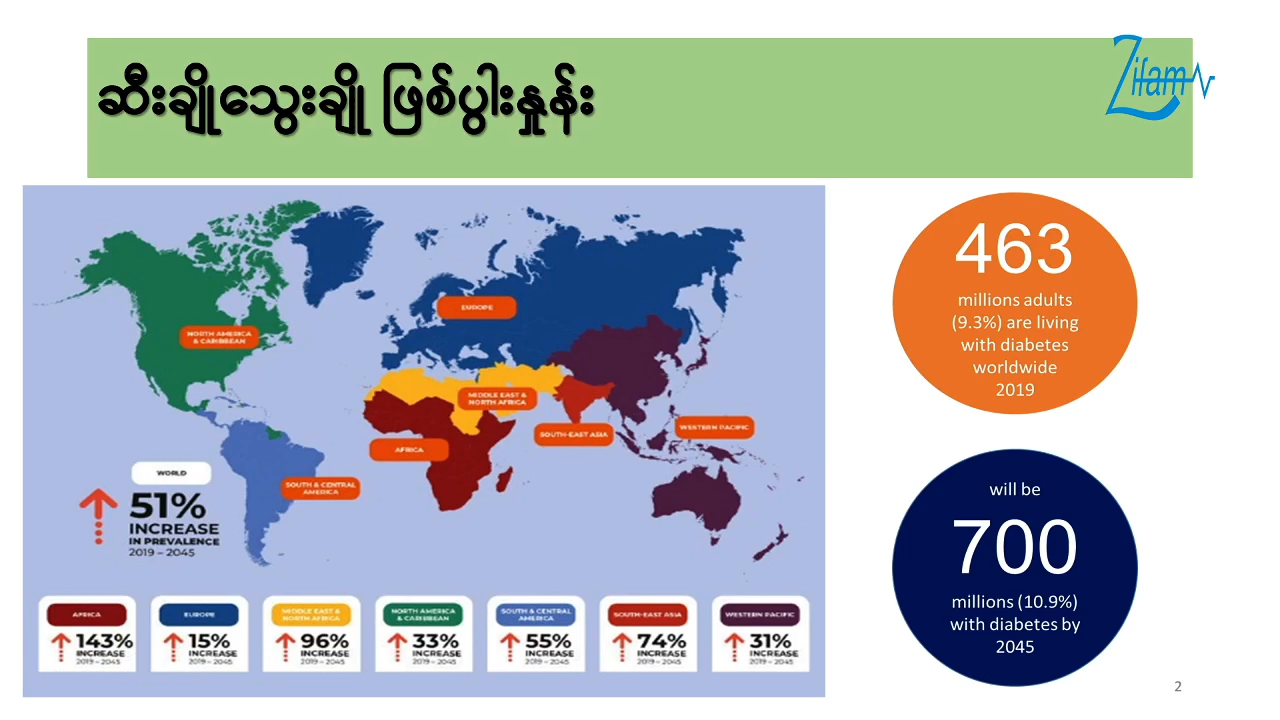 ဆီးချိုသွေးချို ဖြစ်ပွါးနှုန်း
Zifam
NORTH AMERICA
& CARIBBEAN
EUROPE
MIDDLE EAST &
NORTH AFRICA
AFRICA
SOUTH-EAST ASIA
WESTERN PACIFIC
SOUTH & CENTRAL
AMERICA
WORLD
51%
INCREASE
IN PREVALENCE
2019 – 2045
AFRICA
143%
INCREASE
2019 – 2045
EUROPE
15%
INCREASE
2019 – 2045
MIDDLE EAST &
NORTH AFRICA
96%
INCREASE
2019 – 2045
NORTH AMERICA
& CARIBBEAN
33%
INCREASE
2019 – 2045
SOUTH & CENTRAL
AMERICA
55%
INCREASE
2019 – 2045
SOUTH-EAST ASIA
74%
INCREASE
2019 – 2045
WESTERN PACIFIC
31%
INCREASE
2019 – 2045
463
millions adults
(9.3%) are living
with diabetes
worldwide
2019
will be
700
millions (10.9%)
with diabetes by
2045
2